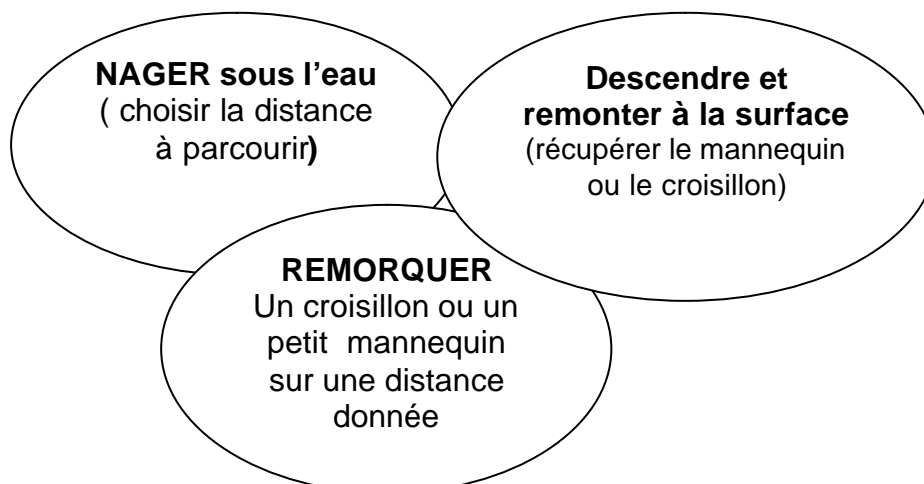 NAGER sous l'eau
( choisir la distance
à parcourir)
Descendre et
remonter à la surface
(récupérer le mannequin
ou le croisillon)
REMORQUER
Un croisillon ou un
petit mannequin
sur une distance
donnée